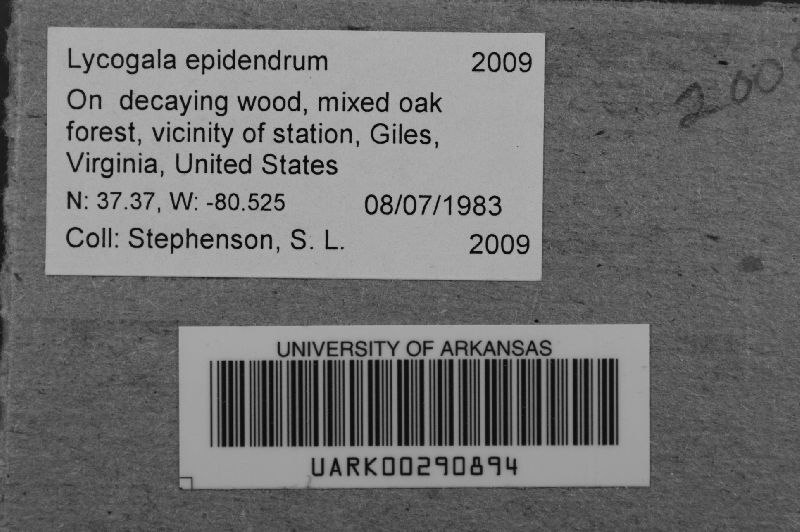 Lycogala epidendrum 2009
On decaying wood, mixed oak
forest, vicinity of station, Giles,
Virginia, United States
N: 37.37, W: -80.525 08/07/1983
Coll: Stephenson, S. L. 2009
UNIVERSITY OF ARKANSAS
UARK00290894